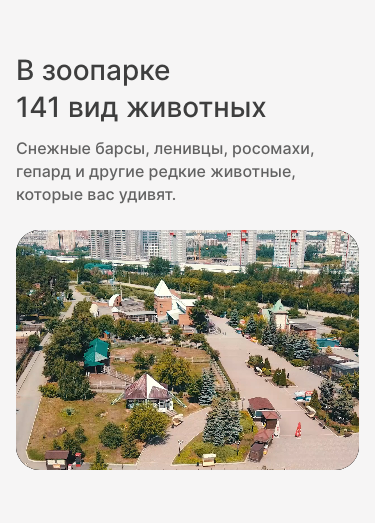 В зоопарке
141 вид животных
Снежные барсы, ленивцы, росомахи,
гепард и другие редкие животные,
которые вас удивят.